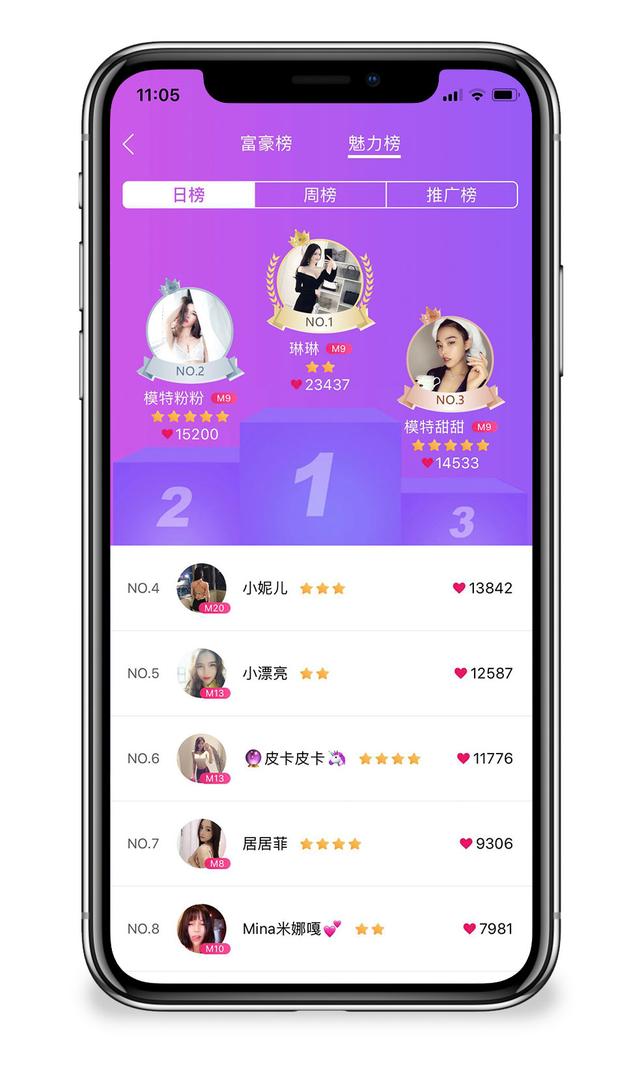 11:05
富豪榜 魅力榜
日榜 周榜 推广榜
NO.1
琳琳 M9
23437
NO.2
模特粉粉 M9
15200
NO.3
模特甜甜 M9
14533
2 1 3
NO.4 M20 小妮儿 13842
NO.5 M13 小漂亮 12587
NO.6 M13 🔮皮卡皮卡🦄 11776
NO.7 M8 居居菲 9306
NO.8 M10 Mina米娜嘎💕 7981